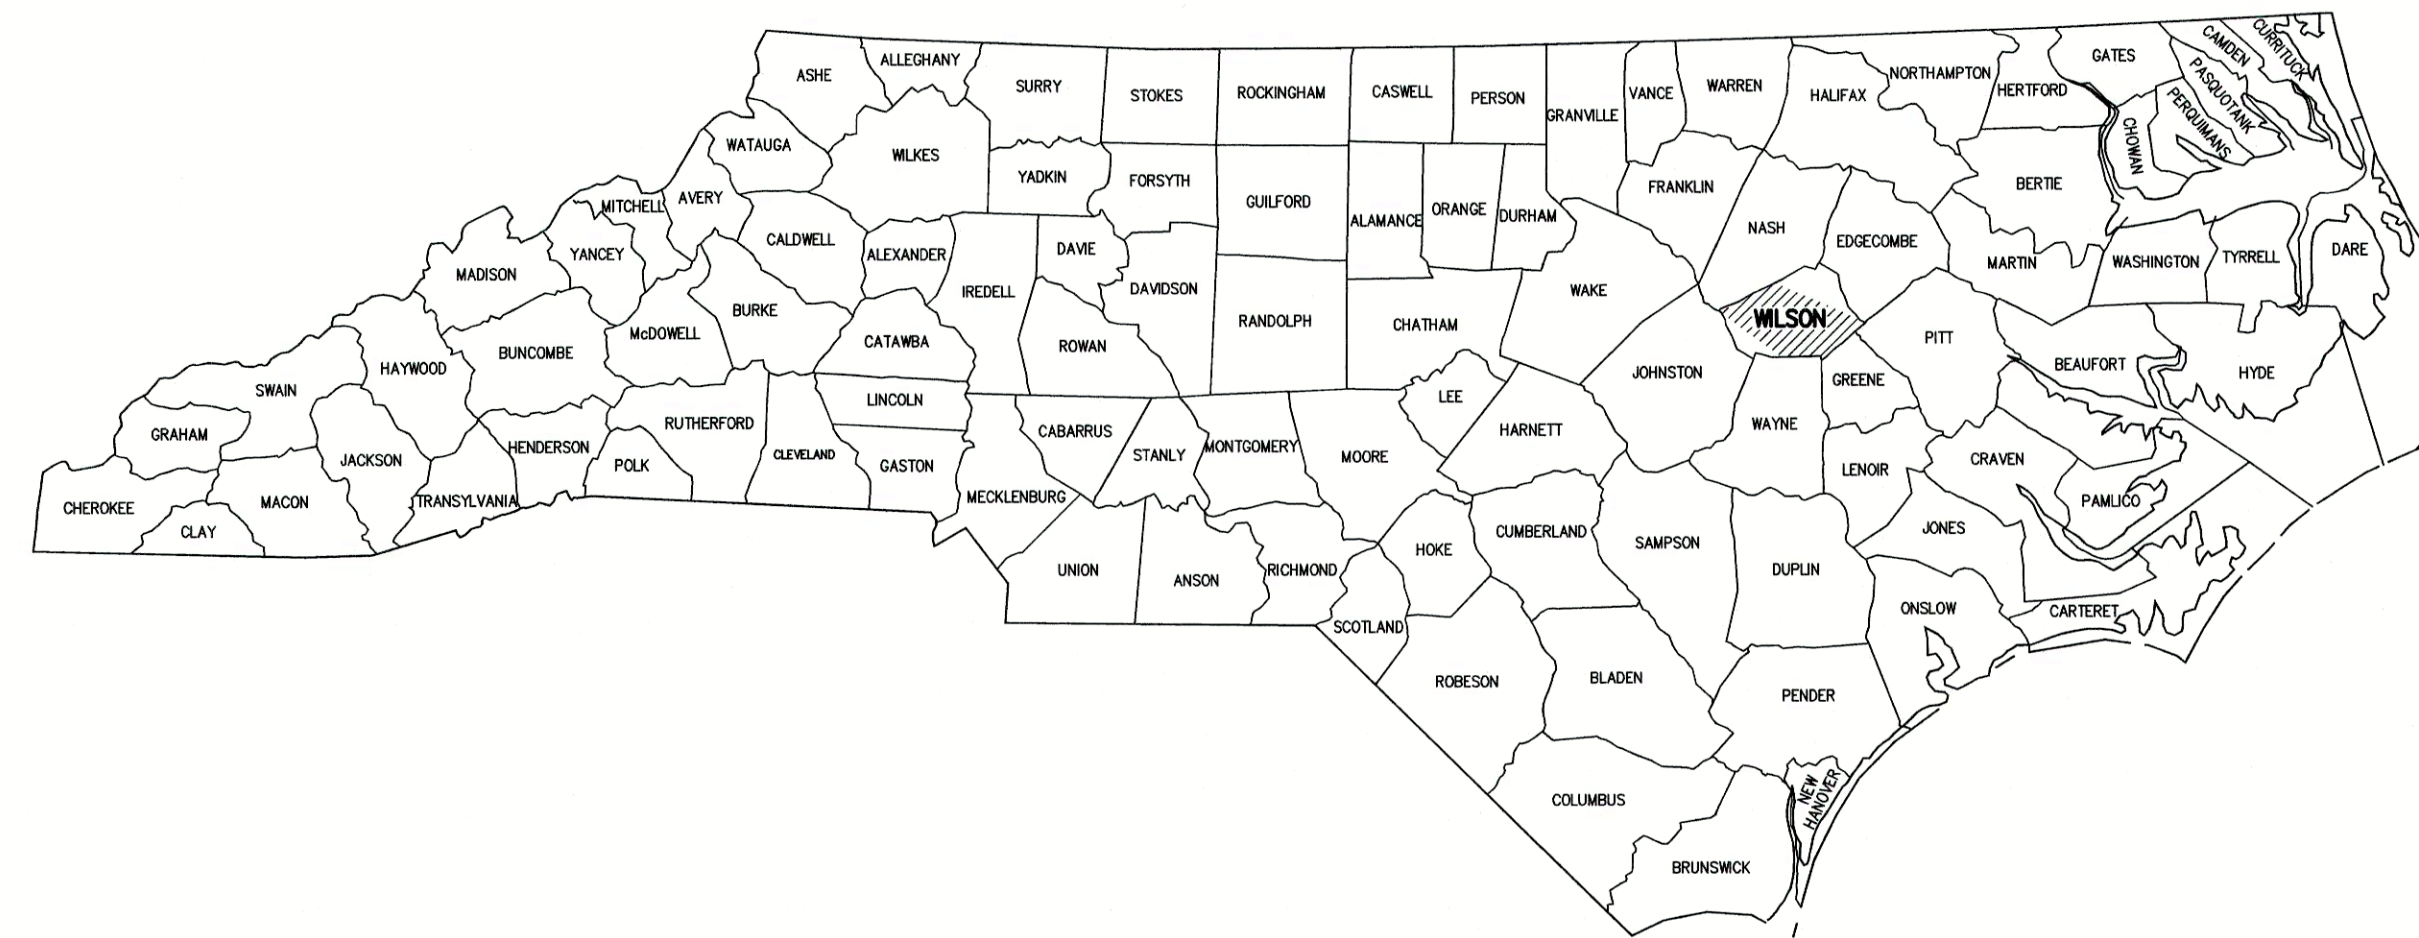 ALLEGHANY
ASHE
SURRY
STOKES
ROCKINGHAM
CASWELL
PERSON
GRANVILLE
VANCE
WARREN
HALIFAX
NORTHAMPTON
HERTFORD
GATES
CAMDEN
CURRITUCK
PASQUOTANK
PERQUIMANS
CHOWAN
WATAUGA
WILKES
YADKIN
FORSYTH
GUILFORD
ALAMANCE
ORANGE
DURHAM
FRANKLIN
NASH
EDGECOMBE
BERTIE
MARTIN
WASHINGTON
TYRRELL
DARE
MITCHELL
AVERY
YANCEY
MADISON
CALDWELL
ALEXANDER
DAVIE
IREDELL
DAVIDSON
RANDOLPH
CHATHAM
WAKE
WILSON
PITT
BEAUFORT
HYDE
BURKE
McDOWELL
BUNCOMBE
HAYWOOD
SWAIN
GRAHAM
CATAWBA
ROWAN
LINCOLN
LEE
JOHNSTON
GREENE
WAYNE
RUTHERFORD
HENDERSON
POLK
CLEVELAND
GASTON
CABARRUS
STANLY
MONTGOMERY
MOORE
HARNETT
LENOIR
CRAVEN
PAMLICO
JACKSON
MACON
CHEROKEE
CLAY
TRANSYLVANIA
MECKLENBURG
UNION
ANSON
RICHMOND
HOKE
CUMBERLAND
SAMPSON
DUPLIN
JONES
ONSLOW
CARTERET
SCOTLAND
ROBESON
BLADEN
PENDER
COLUMBUS
NEW
HANOVER
BRUNSWICK